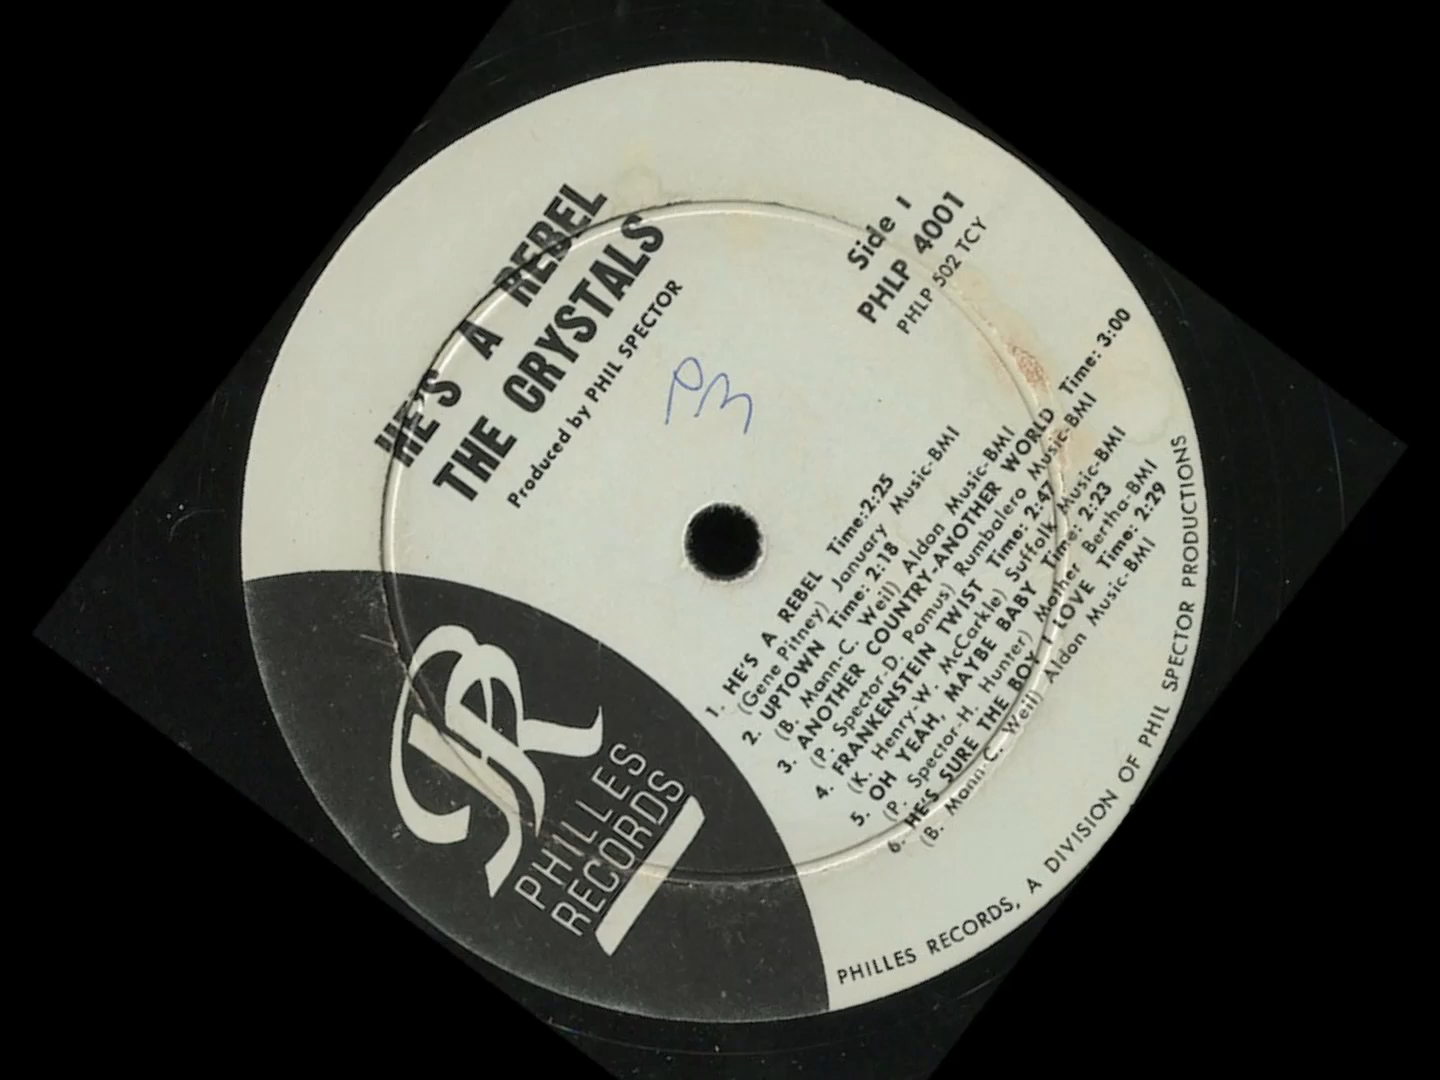 HE'S A REBEL
THE CRYSTALS
Produced by PHIL SPECTOR
Side 1
PHLP 4001
PHLP 502 TCY
1. HE'S A REBEL Time:2:25
(Gene Pitney) January Music-BMI
2. UPTOWN Time: 2:18
(B. Mann-C. Weil) Aldon Music-BMI
3. ANOTHER COUNTRY-ANOTHER WORLD Time: 3:00
(P. Spector-D. Pomus) Rumbalero Music-BMI
4. FRANKENSTEIN TWIST Time: 2:47
(K. Henry-W. McCarkle) Suffolk Music-BMI
5. OH YEAH, MAYBE BABY Time: 2:23
(P. Spector-H. Hunter) Mother Bertha-BMI
6. HE'S SURE THE BOY I LOVE Time: 2:29
(B. Mann-C. Weil) Aldon Music-BMI
PHILLES
RECORDS
PHILLES RECORDS, A DIVISION OF PHIL SPECTOR PRODUCTIONS